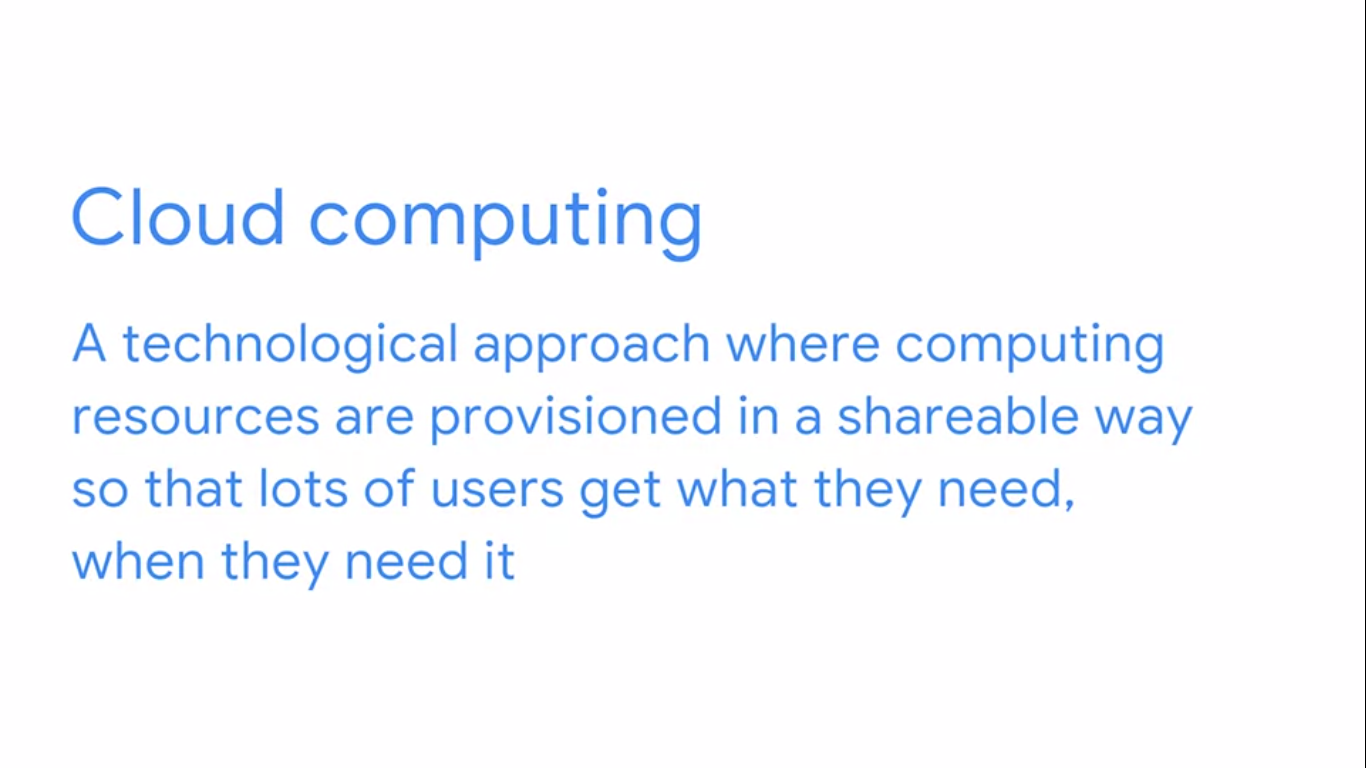 Cloud computing
A technological approach where computing
resources are provisioned in a shareable way
so that lots of users get what they need,
when they need it